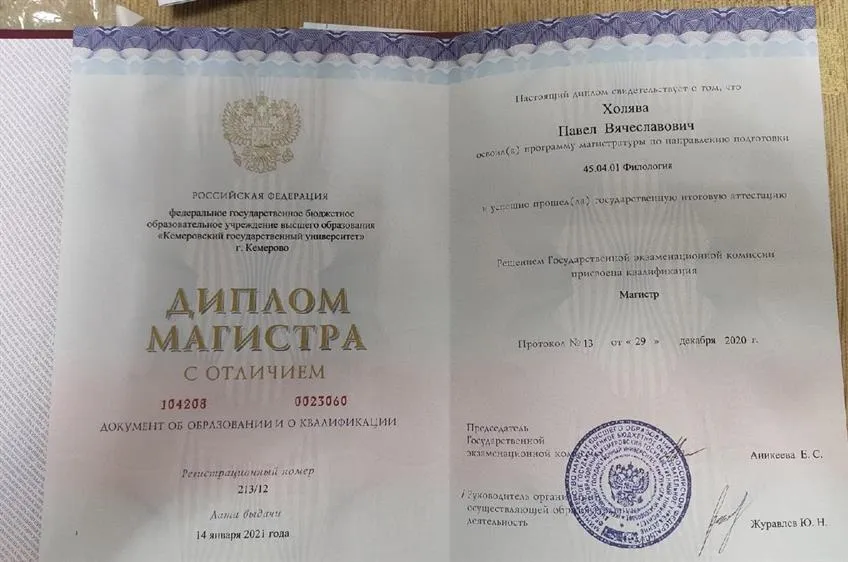 РОССИЙСКАЯ ФЕДЕРАЦИЯ
федеральное государственное бюджетное
образовательное учреждение высшего образования
«Кемеровский государственный университет»
г. Кемерово
ДИПЛОМ
МАГИСТРА
С ОТЛИЧИЕМ
104208 0023060
ДОКУМЕНТ ОБ ОБРАЗОВАНИИ И О КВАЛИФИКАЦИИ
Регистрационный номер
213/12
Дата выдачи
14 января 2021 года
Настоящий диплом свидетельствует о том, что
Холява
Павел Вячеславович
освоил(а) программу магистратуры по направлению подготовки
45.04.01 Филология
и успешно прошел(ла) государственную итоговую аттестацию
Решением Государственной экзаменационной комиссии
присвоена квалификация
Магистр
Протокол № 13 от « 29 » декабря 2020 г.
Председатель
Государственной
экзаменационной
Аникеева Е. С.
Руководитель
осуществляющей
деятельность
Журавлев Ю. Н.